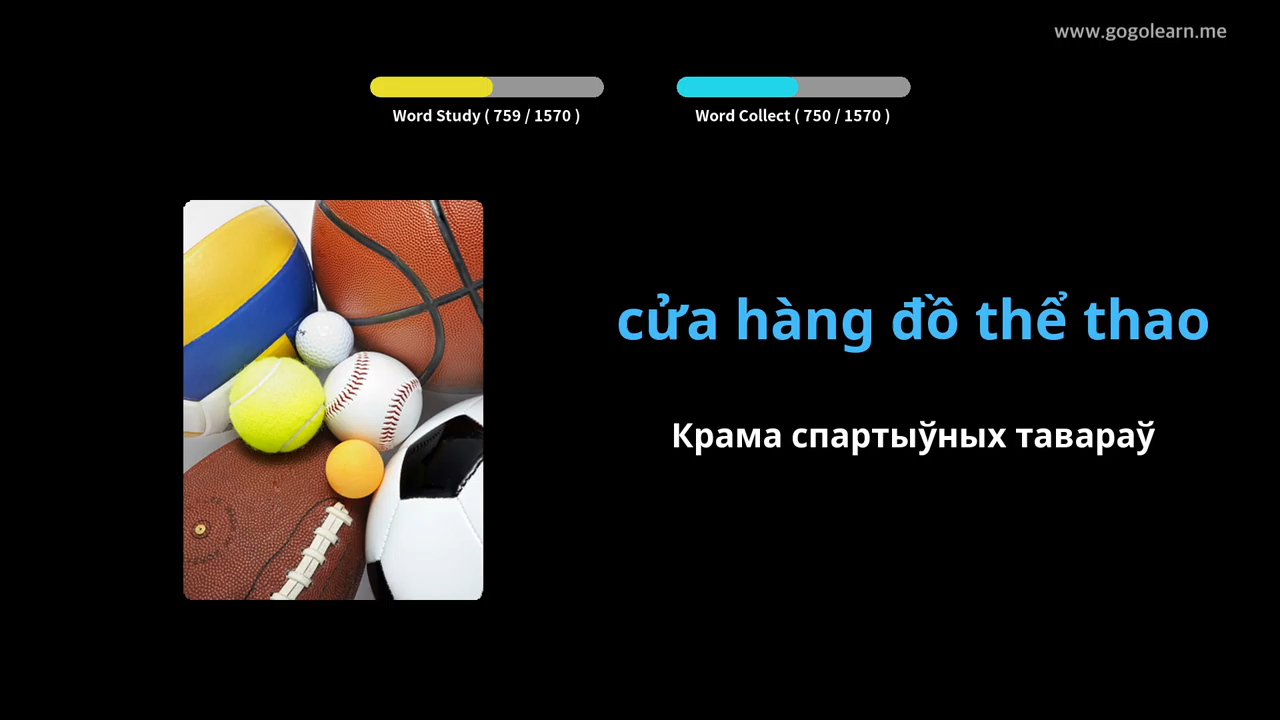 www.gogolearn.me
Word Study ( 759 / 1570 )
Word Collect ( 750 / 1570 )
cửa hàng đồ thể thao
Крама спартыўных тавараў